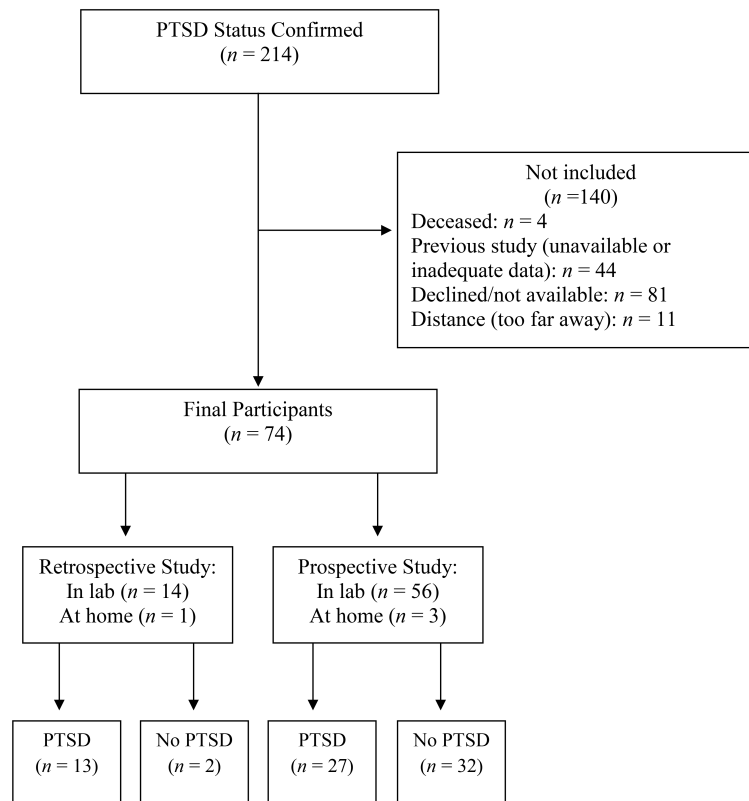 PTSD Status Confirmed
(n = 214)
Not included
(n =140)
Deceased: n = 4
Previous study (unavailable or
inadequate data): n = 44
Declined/not available: n = 81
Distance (too far away): n = 11
Final Participants
(n = 74)
Retrospective Study:
In lab (n = 14)
At home (n = 1)
Prospective Study:
In lab (n = 56)
At home (n = 3)
PTSD
(n = 13)
No PTSD
(n = 2)
PTSD
(n = 27)
No PTSD
(n = 32)